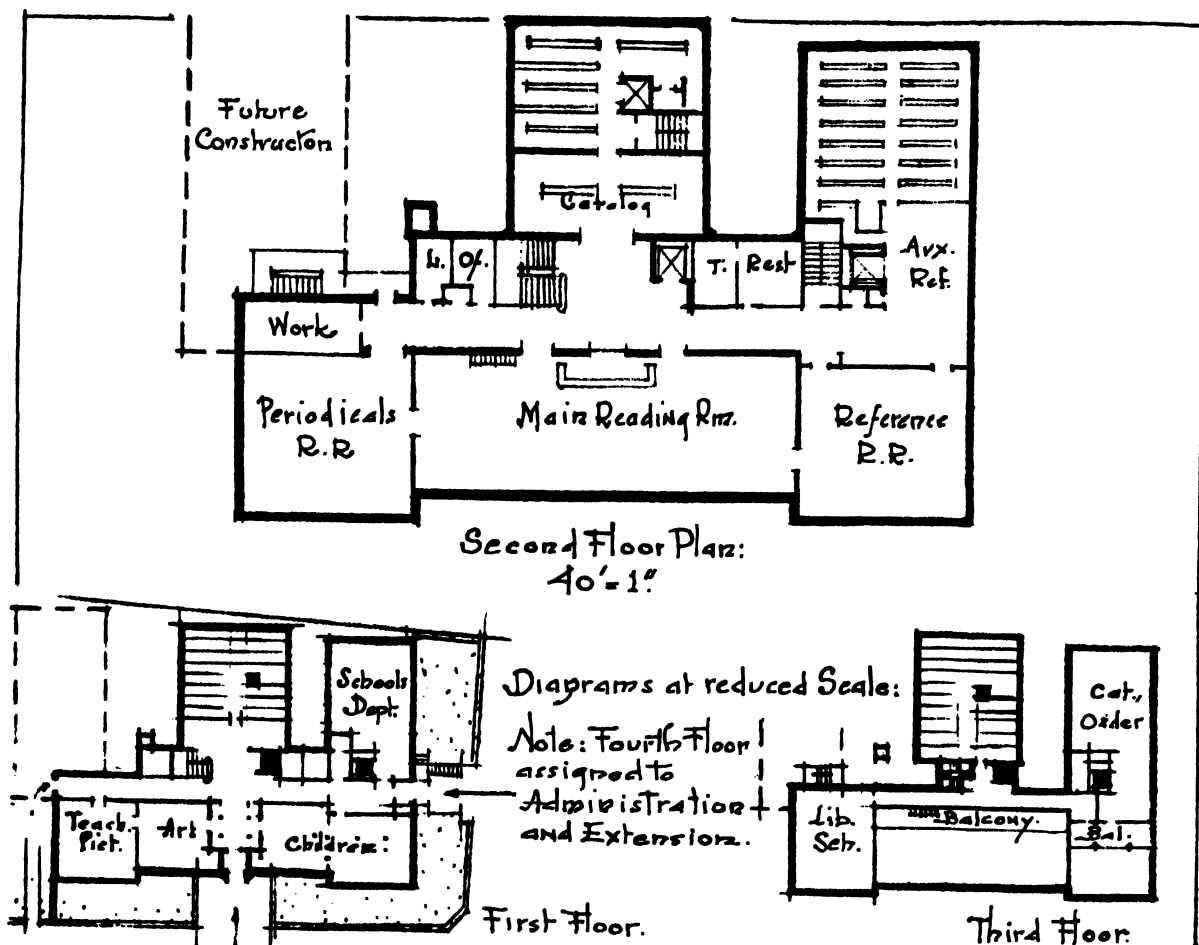 Future
Constructon
Catalog
L.
Of.
T.
Rest
Aux.
Ref.
Work
Periodicals
R.R
Main Reading Rm.
Reference
R.R.
Second Floor Plan:
40'=1"
Schools
Dept.
Teach.
Pict.
Art
Children:
First Floor.
Diagrams at reduced Scale:
Note: Fourth Floor
assigned to
Administration
and Extension.
Cat.,
Order
Lib.
Sch.
Balcony.
Bal.
Third Floor.